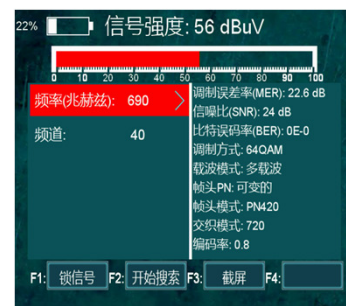 22% 信号强度: 56 dBuV
0 10 20 30 40 50 60 70 80 90 100
频率(兆赫兹): 690
频道: 40
调制误差率(MER): 22.6 dB
信噪比(SNR): 24 dB
比特误码率(BER): 0E-0
调制方式: 64QAM
载波模式: 多载波
帧头PN: 可变的
帧头模式: PN420
交织模式: 720
编码率: 0.8
F1: 锁信号 F2: 开始搜索 F3: 截屏 F4: